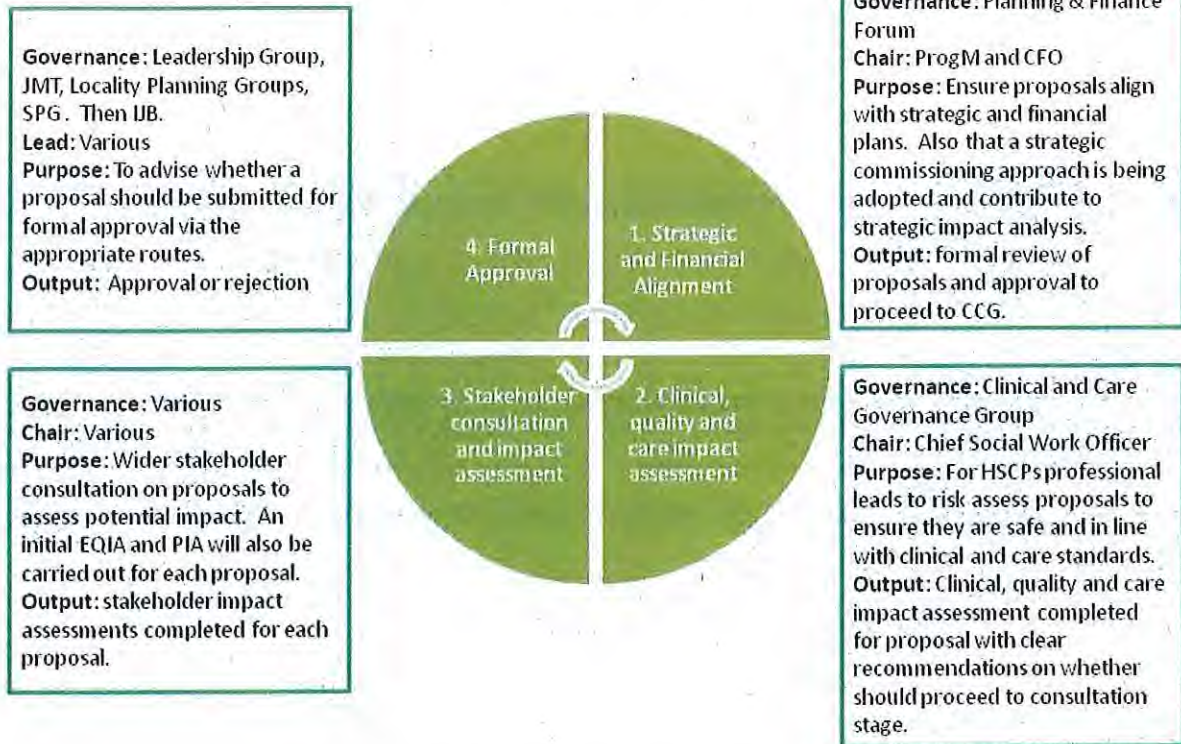 Governance: Leadership Group,
JMT, Locality Planning Groups,
SPG. Then IJB.
Lead: Various
Purpose: To advise whether a
proposal should be submitted for
formal approval via the
appropriate routes.
Output: Approval or rejection
Governance: Planning & Finance
Forum
Chair: ProgM and CFO
Purpose: Ensure proposals align
with strategic and financial
plans. Also that a strategic
commissioning approach is being
adopted and contribute to
strategic impact analysis.
Output: formal review of
proposals and approval to
proceed to CCG.
4. Formal
Approval
1. Strategic
and Financial
Alignment
3. Stakeholder
consultation
and impact
assessment
2. Clinical,
quality and
care impact
assessment
Governance: Various
Chair: Various
Purpose: Wider stakeholder
consultation on proposals to
assess potential impact. An
initial EQIA and PIA will also be
carried out for each proposal.
Output: stakeholder impact
assessments completed for each
proposal.
Governance: Clinical and Care
Governance Group
Chair: Chief Social Work Officer
Purpose: For HSCPs professional
leads to risk assess proposals to
ensure they are safe and in line
with clinical and care standards.
Output: Clinical, quality and care
impact assessment completed
for proposal with clear
recommendations on whether
should proceed to consultation
stage.